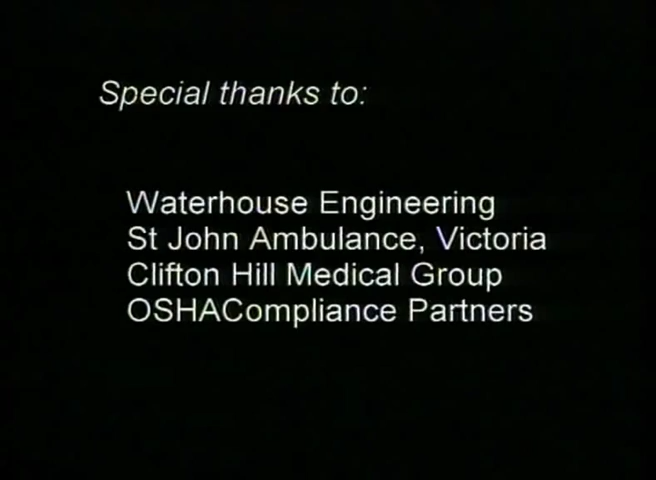 Special thanks to:
Waterhouse Engineering
St John Ambulance, Victoria
Clifton Hill Medical Group
OSHACompliance Partners